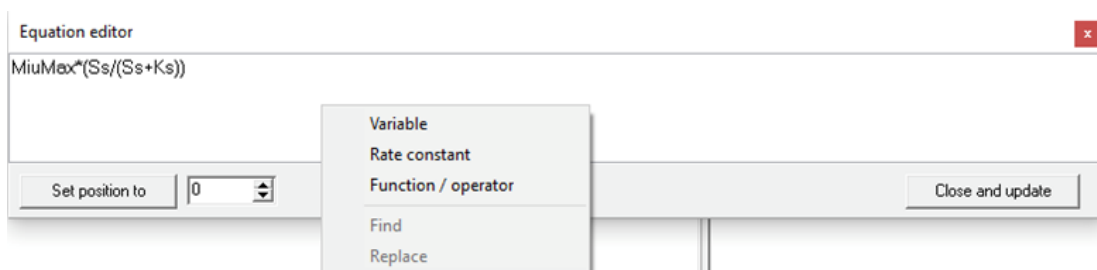 Equation editor
x
MiuMax*(Ss/(Ss+Ks))
Variable
Rate constant
Function / operator
Set position to
0
Close and update
Find
Replace